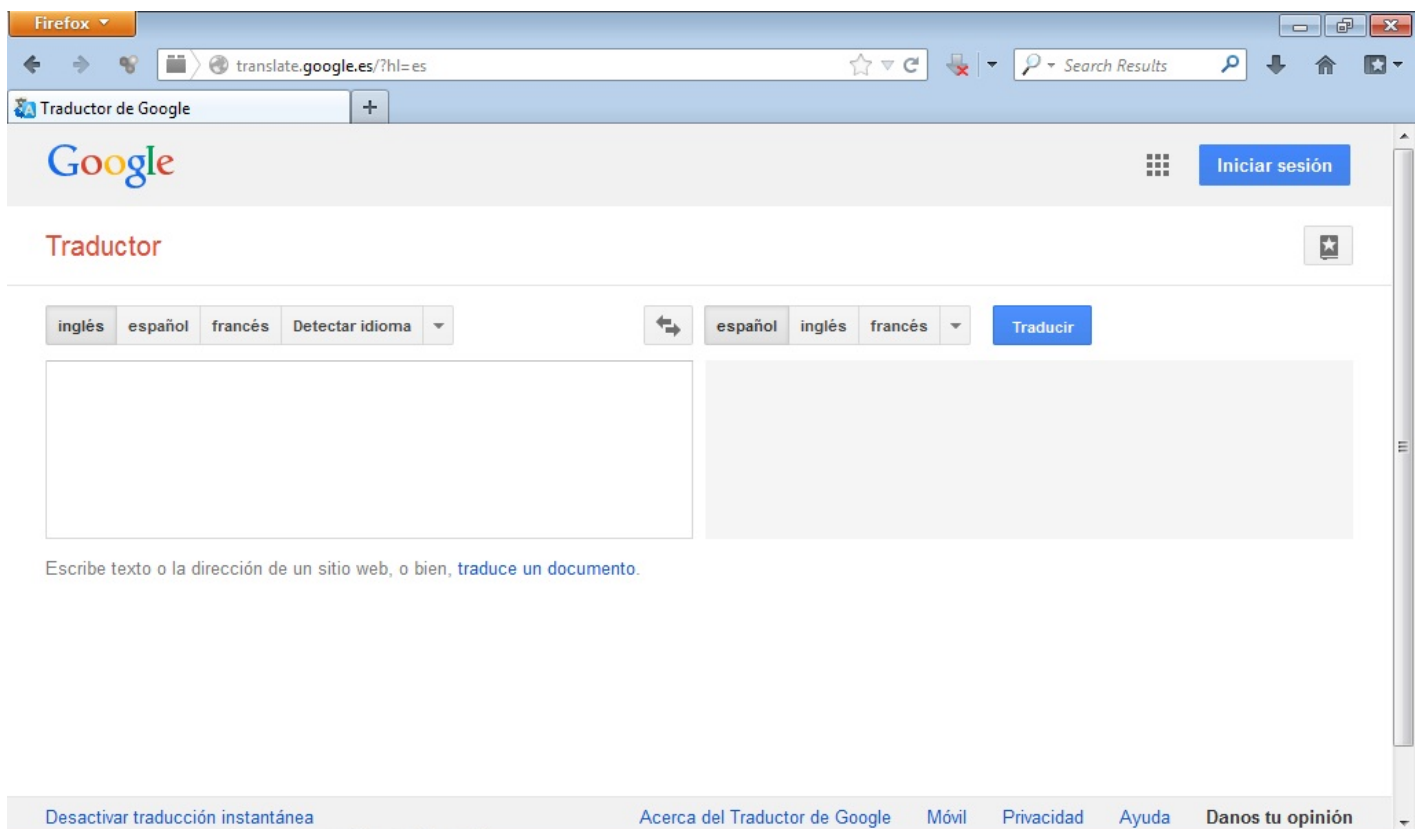 Firefox
translate.google.es/?hl=es
Search Results
Traductor de Google
Google
Iniciar sesión
Traductor
inglés español francés Detectar idioma
español inglés francés Traducir
Escribe texto o la dirección de un sitio web, o bien, traduce un documento.
Desactivar traducción instantánea Acerca del Traductor de Google Móvil Privacidad Ayuda Danos tu opinión